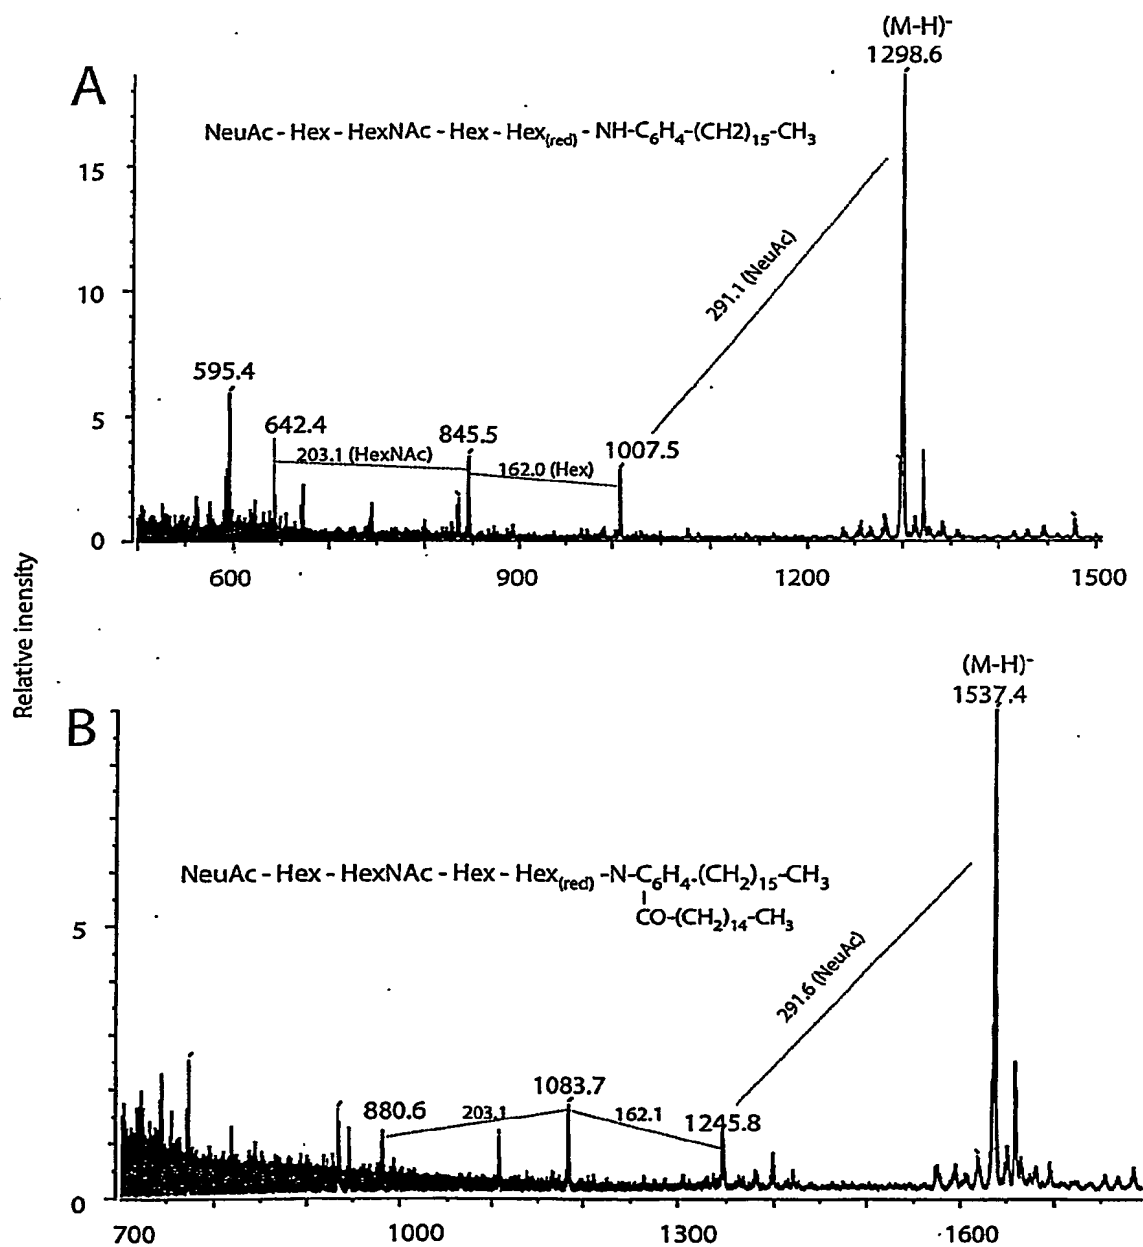 (M-H)-
1298.6
A
NeuAc - Hex - HexNAc - Hex - Hex(red) - NH-C6H4-(CH2)15-CH3
15
291.1 (NeuAc)
10
595.4
5
642.4
845.5
1007.5
203.1 (HexNAc)
162.0 (Hex)
0
600
900
1200
1500
Relative inensity
(M-H)-
1537.4
B
NeuAc - Hex - HexNAc - Hex - Hex(red) -N-C6H4-(CH2)15-CH3
CO-(CH2)14-CH3
5
291.6 (NeuAc)
1083.7
880.6
203.1
162.1
1245.8
0
700
1000
1300
1600